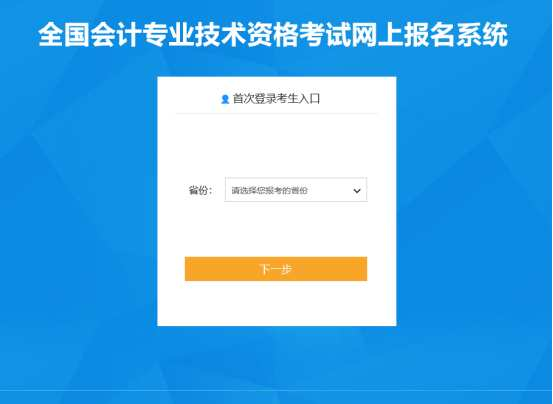 全国会计专业技术资格考试网上报名系统
首次登录考生入口
省份：
请选择您报考的省份
下一步